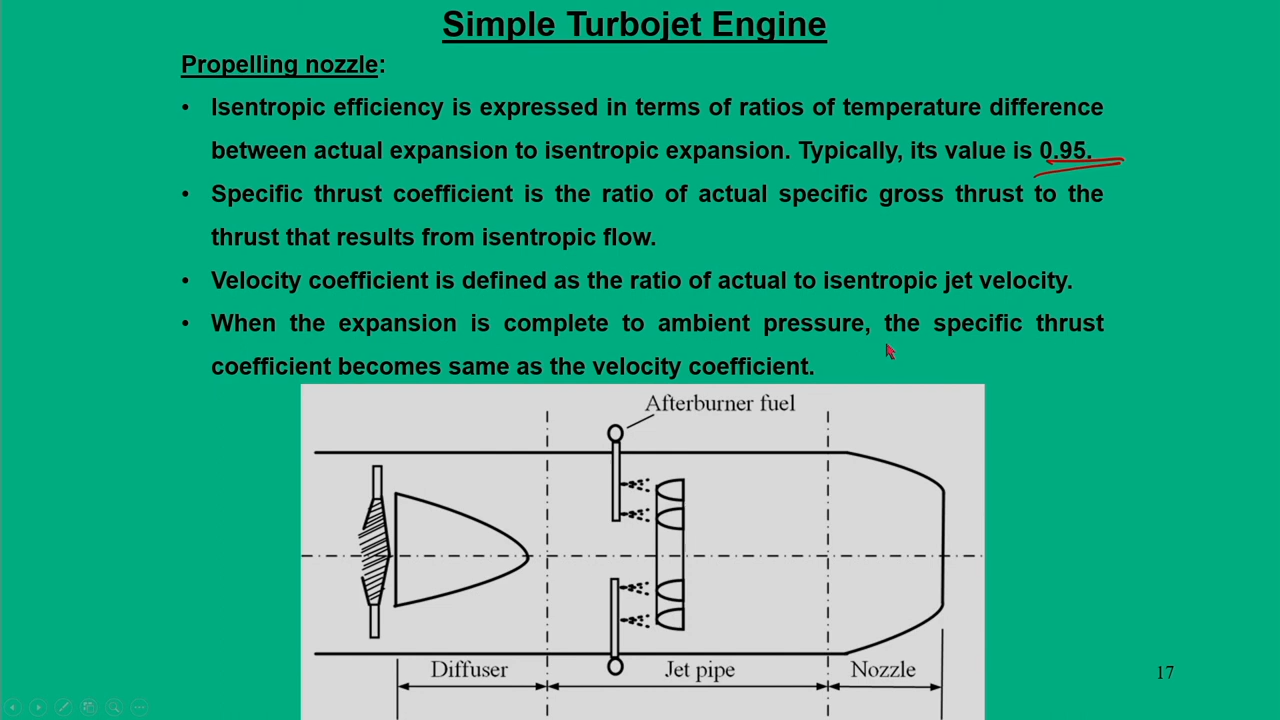 Simple Turbojet Engine
Propelling nozzle:
• Isentropic efficiency is expressed in terms of ratios of temperature difference
between actual expansion to isentropic expansion. Typically, its value is 0.95.
• Specific thrust coefficient is the ratio of actual specific gross thrust to the
thrust that results from isentropic flow.
• Velocity coefficient is defined as the ratio of actual to isentropic jet velocity.
• When the expansion is complete to ambient pressure, the specific thrust
coefficient becomes same as the velocity coefficient.
Afterburner fuel
Diffuser
Jet pipe
Nozzle
17